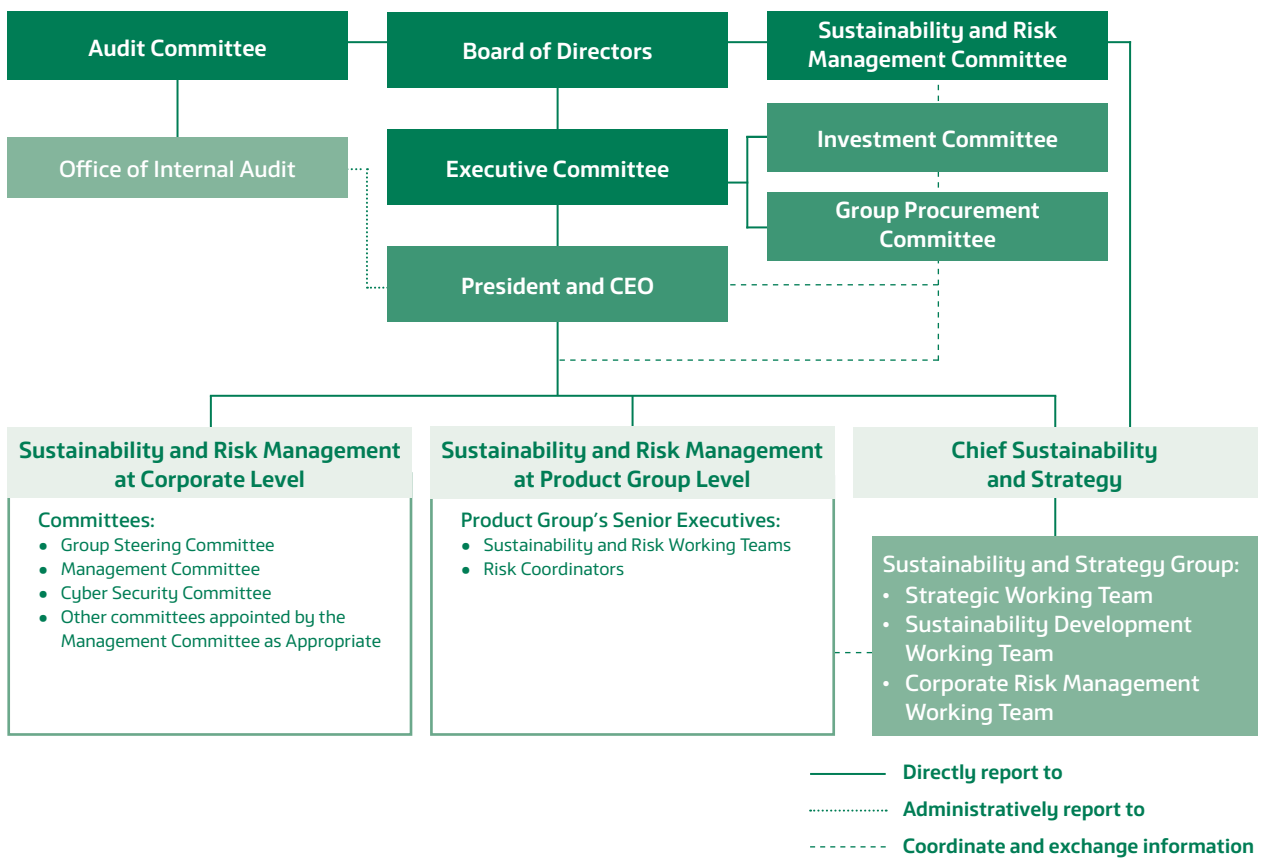 Audit Committee
Board of Directors
Sustainability and Risk
Management Committee
Office of Internal Audit
Executive Committee
Investment Committee
Group Procurement
Committee
President and CEO
Sustainability and Risk Management
at Corporate Level
Committees:
• Group Steering Committee
• Management Committee
• Cyber Security Committee
• Other committees appointed by the
Management Committee as Appropriate
Sustainability and Risk Management
at Product Group Level
Product Group's Senior Executives:
• Sustainability and Risk Working Teams
• Risk Coordinators
Chief Sustainability
and Strategy
Sustainability and Strategy Group:
• Strategic Working Team
• Sustainability Development
Working Team
• Corporate Risk Management
Working Team
Directly report to
Administratively report to
Coordinate and exchange information